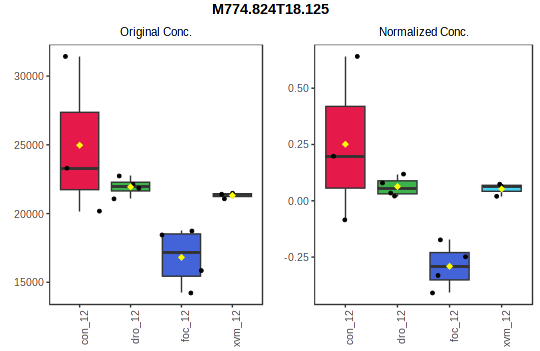 M774.824T18.125
Original Conc.
Normalized Conc.
30000
25000
20000
15000
0.50
0.25
0.00
-0.25
con_12
dro_12
foc_12
xvm_12
con_12
dro_12
foc_12
xvm_12